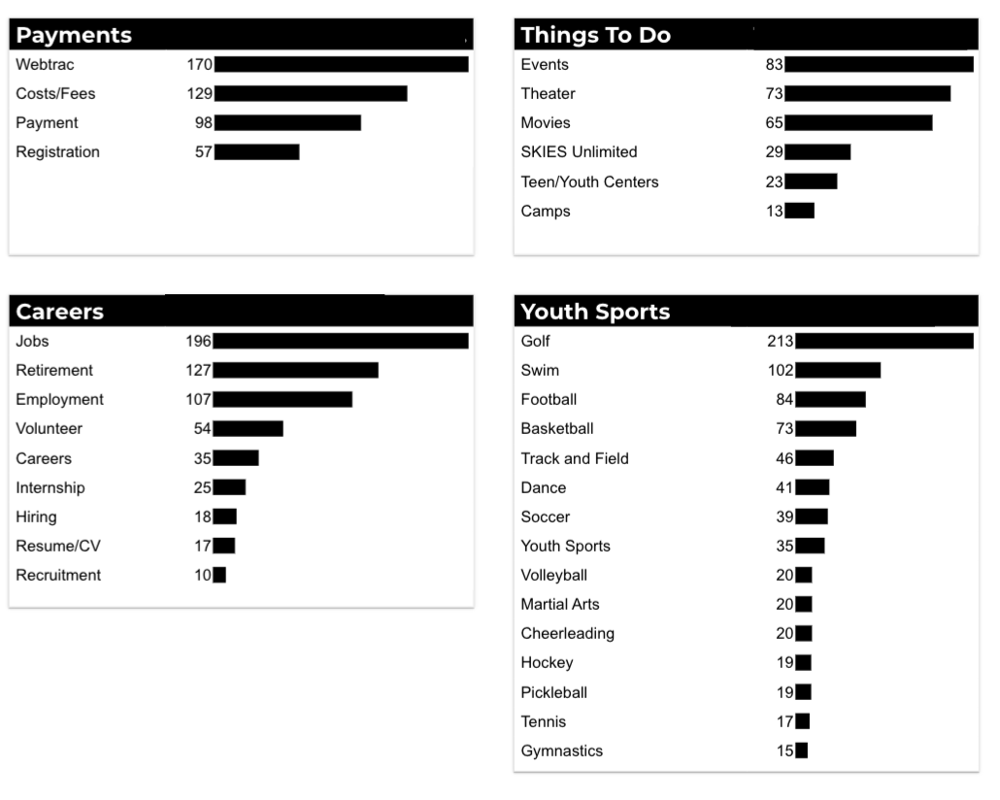 Payments
Webtrac 170
Costs/Fees 129
Payment 98
Registration 57
Things To Do
Events 83
Theater 73
Movies 65
SKIES Unlimited 29
Teen/Youth Centers 23
Camps 13
Careers
Jobs 196
Retirement 127
Employment 107
Volunteer 54
Careers 35
Internship 25
Hiring 18
Resume/CV 17
Recruitment 10
Youth Sports
Golf 213
Swim 102
Football 84
Basketball 73
Track and Field 46
Dance 41
Soccer 39
Youth Sports 35
Volleyball 20
Martial Arts 20
Cheerleading 20
Hockey 19
Pickleball 19
Tennis 17
Gymnastics 15